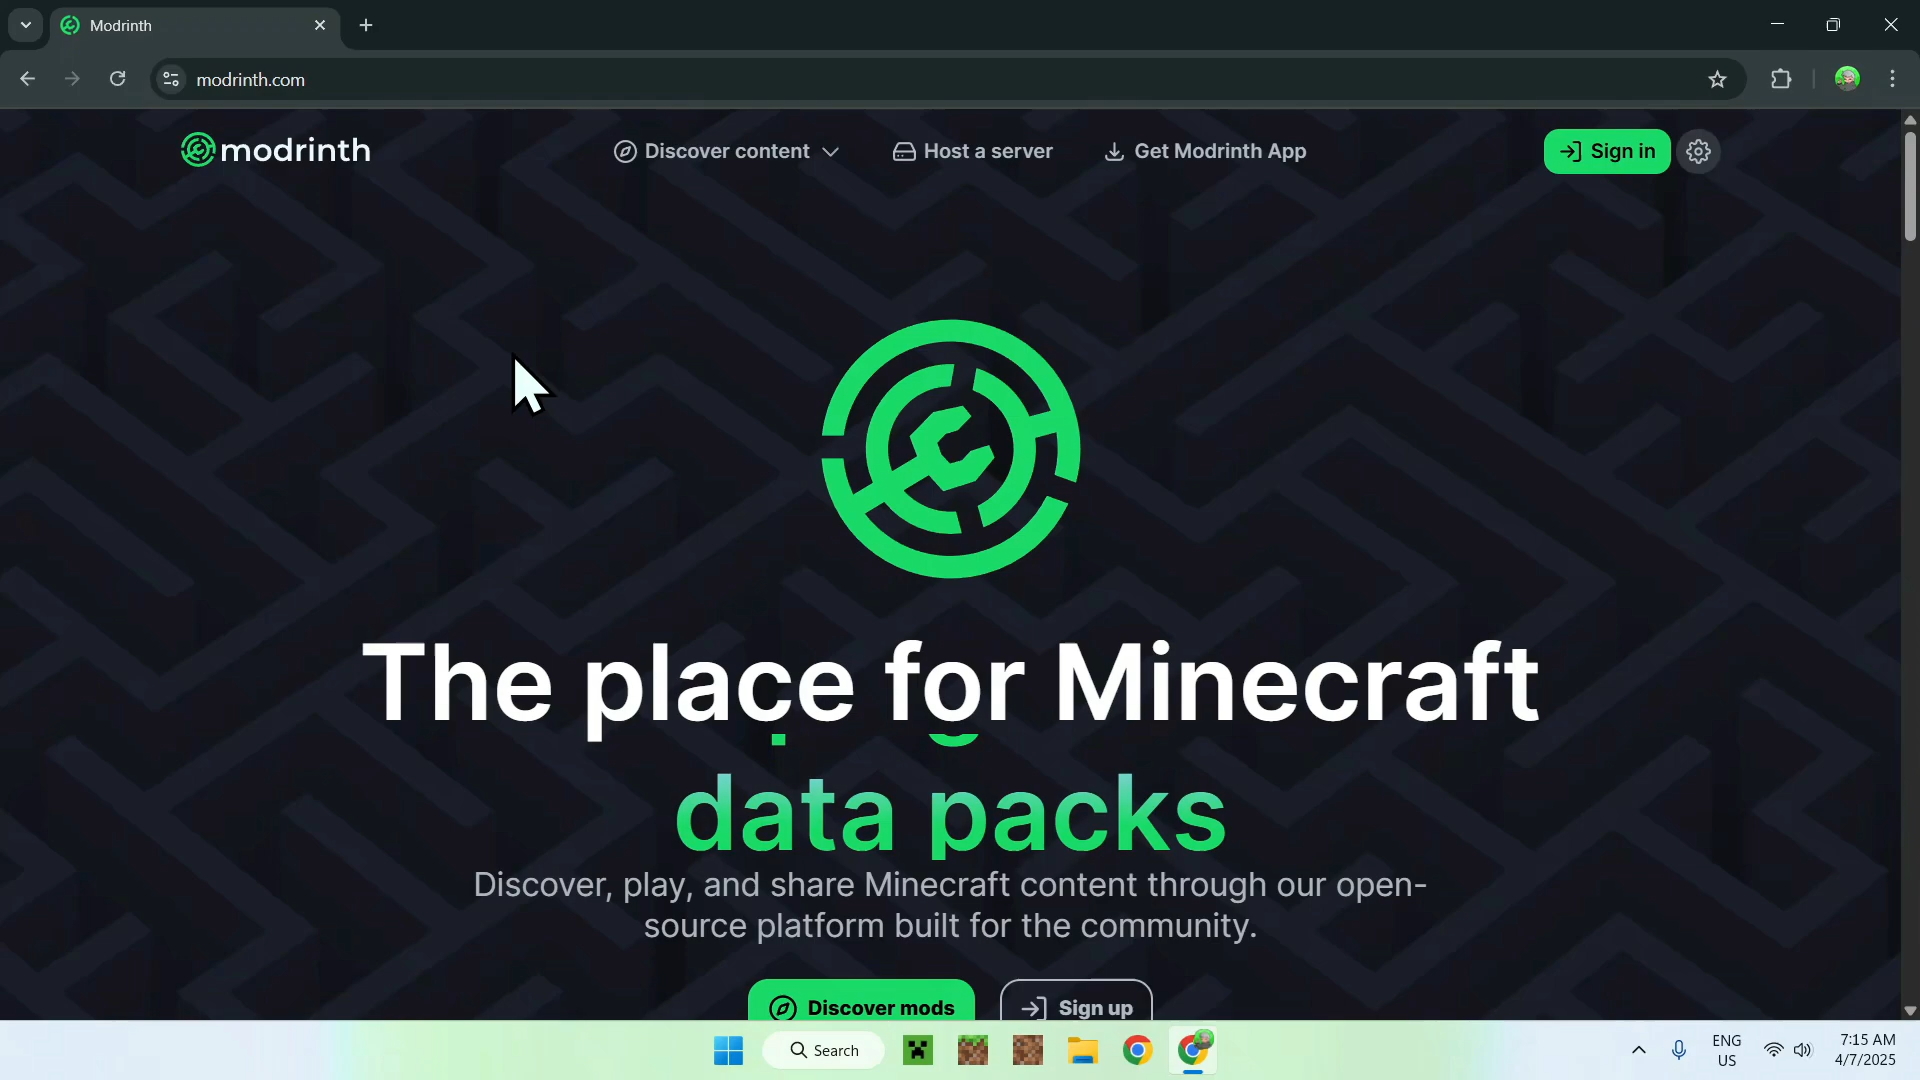 Modrinth
modrinth.com
modrinth
Discover content
Host a server
Get Modrinth App
Sign in
The place for Minecraft
data packs
Discover, play, and share Minecraft content through our open-
source platform built for the community.
Discover mods
Sign up
Search
ENG
US
7:15 AM
4/7/2025